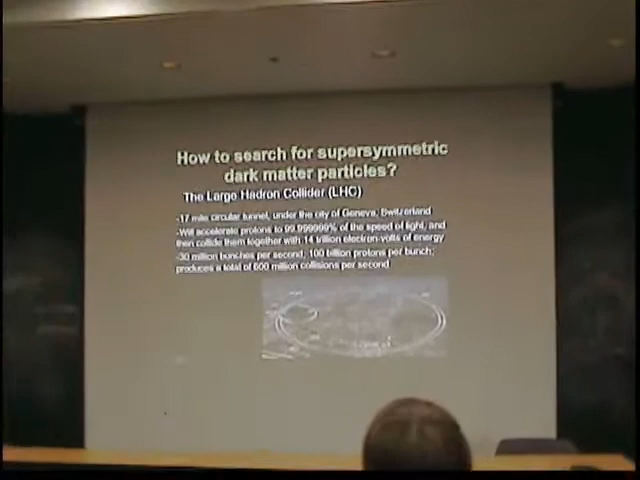 How to search for supersymmetric
dark matter particles?
The Large Hadron Collider (LHC)
-17 mile circular tunnel, under the city of Geneva, Switzerland
-Will accelerate protons to 99.999999% of the speed of light, and
then collide them together with 14 trillion electron-volts of energy
-30 million bunches per second; 100 billion protons per bunch;
produces a total of 600 million collisions per second